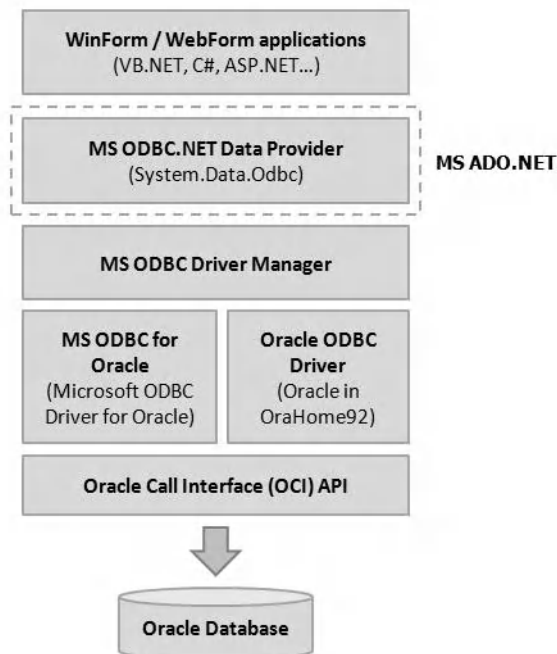 WinForm / WebForm applications
(VB.NET, C#, ASP.NET...)
MS ODBC.NET Data Provider
(System.Data.Odbc)
MS ADO.NET
MS ODBC Driver Manager
MS ODBC for
Oracle
(Microsoft ODBC
Driver for Oracle)
Oracle ODBC
Driver
(Oracle in
OraHome92)
Oracle Call Interface (OCI) API
Oracle Database